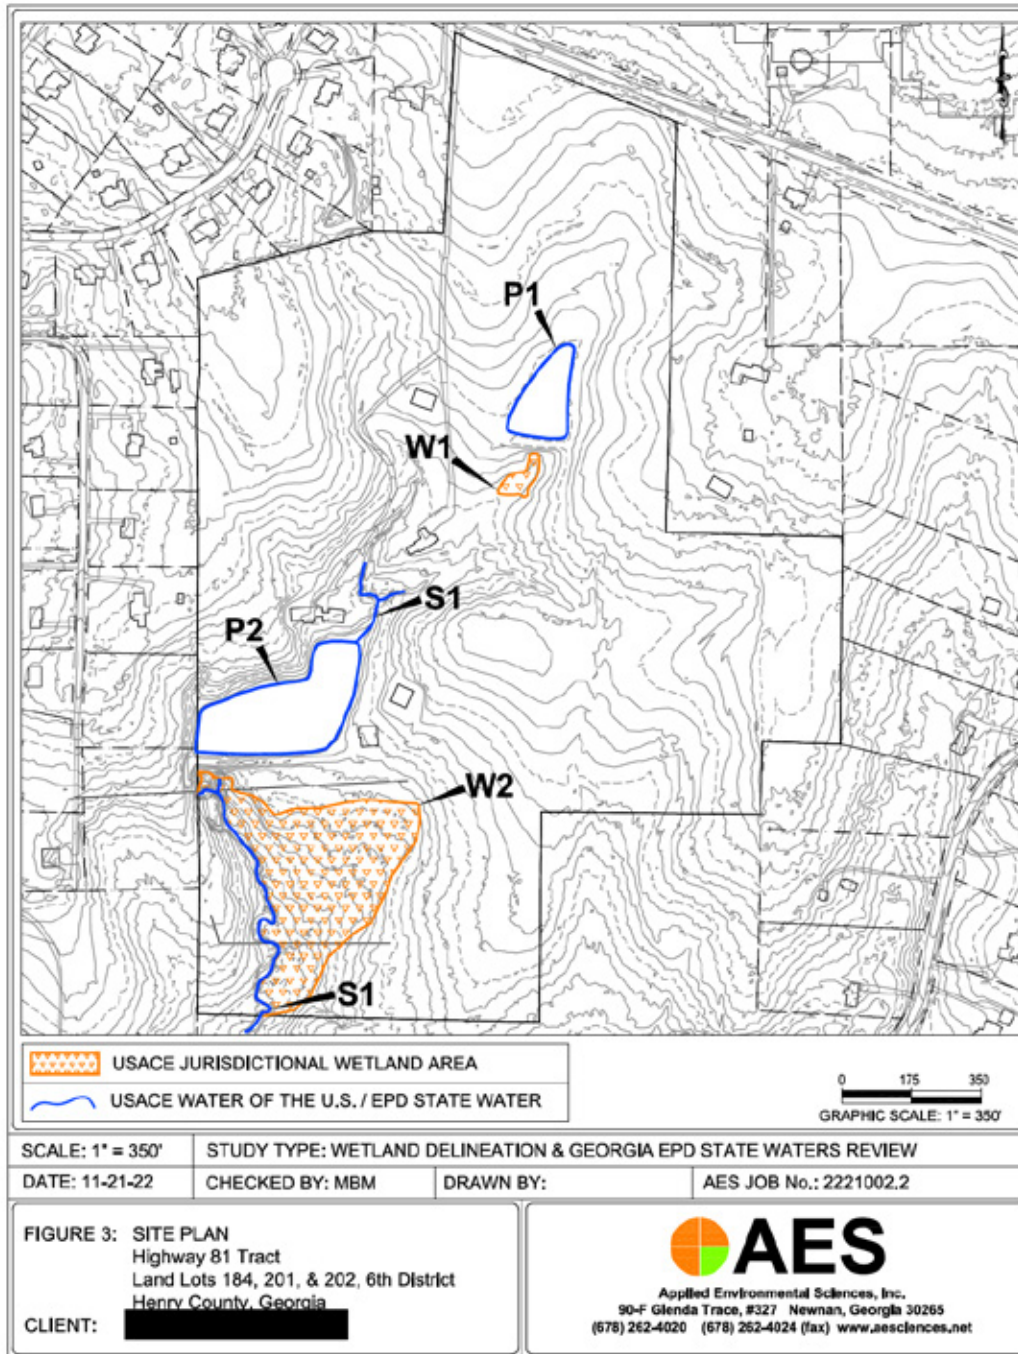 P1
W1
S1
P2
W2
S1
USACE JURISDICTIONAL WETLAND AREA
USACE WATER OF THE U.S. / EPD STATE WATER
0 175 350
GRAPHIC SCALE: 1" = 350'
SCALE: 1" = 350'
STUDY TYPE: WETLAND DELINEATION & GEORGIA EPD STATE WATERS REVIEW
DATE: 11-21-22
CHECKED BY: MBM
DRAWN BY:
AES JOB No.: 2221002.2
FIGURE 3: SITE PLAN
Highway 81 Tract
Land Lots 184, 201, & 202, 6th District
Henry County, Georgia
CLIENT:
AES
Applied Environmental Sciences, Inc.
90-F Glenda Trace, #327 Newnan, Georgia 30265
(678) 262-4020 (678) 262-4024 (fax) www.aesciences.net